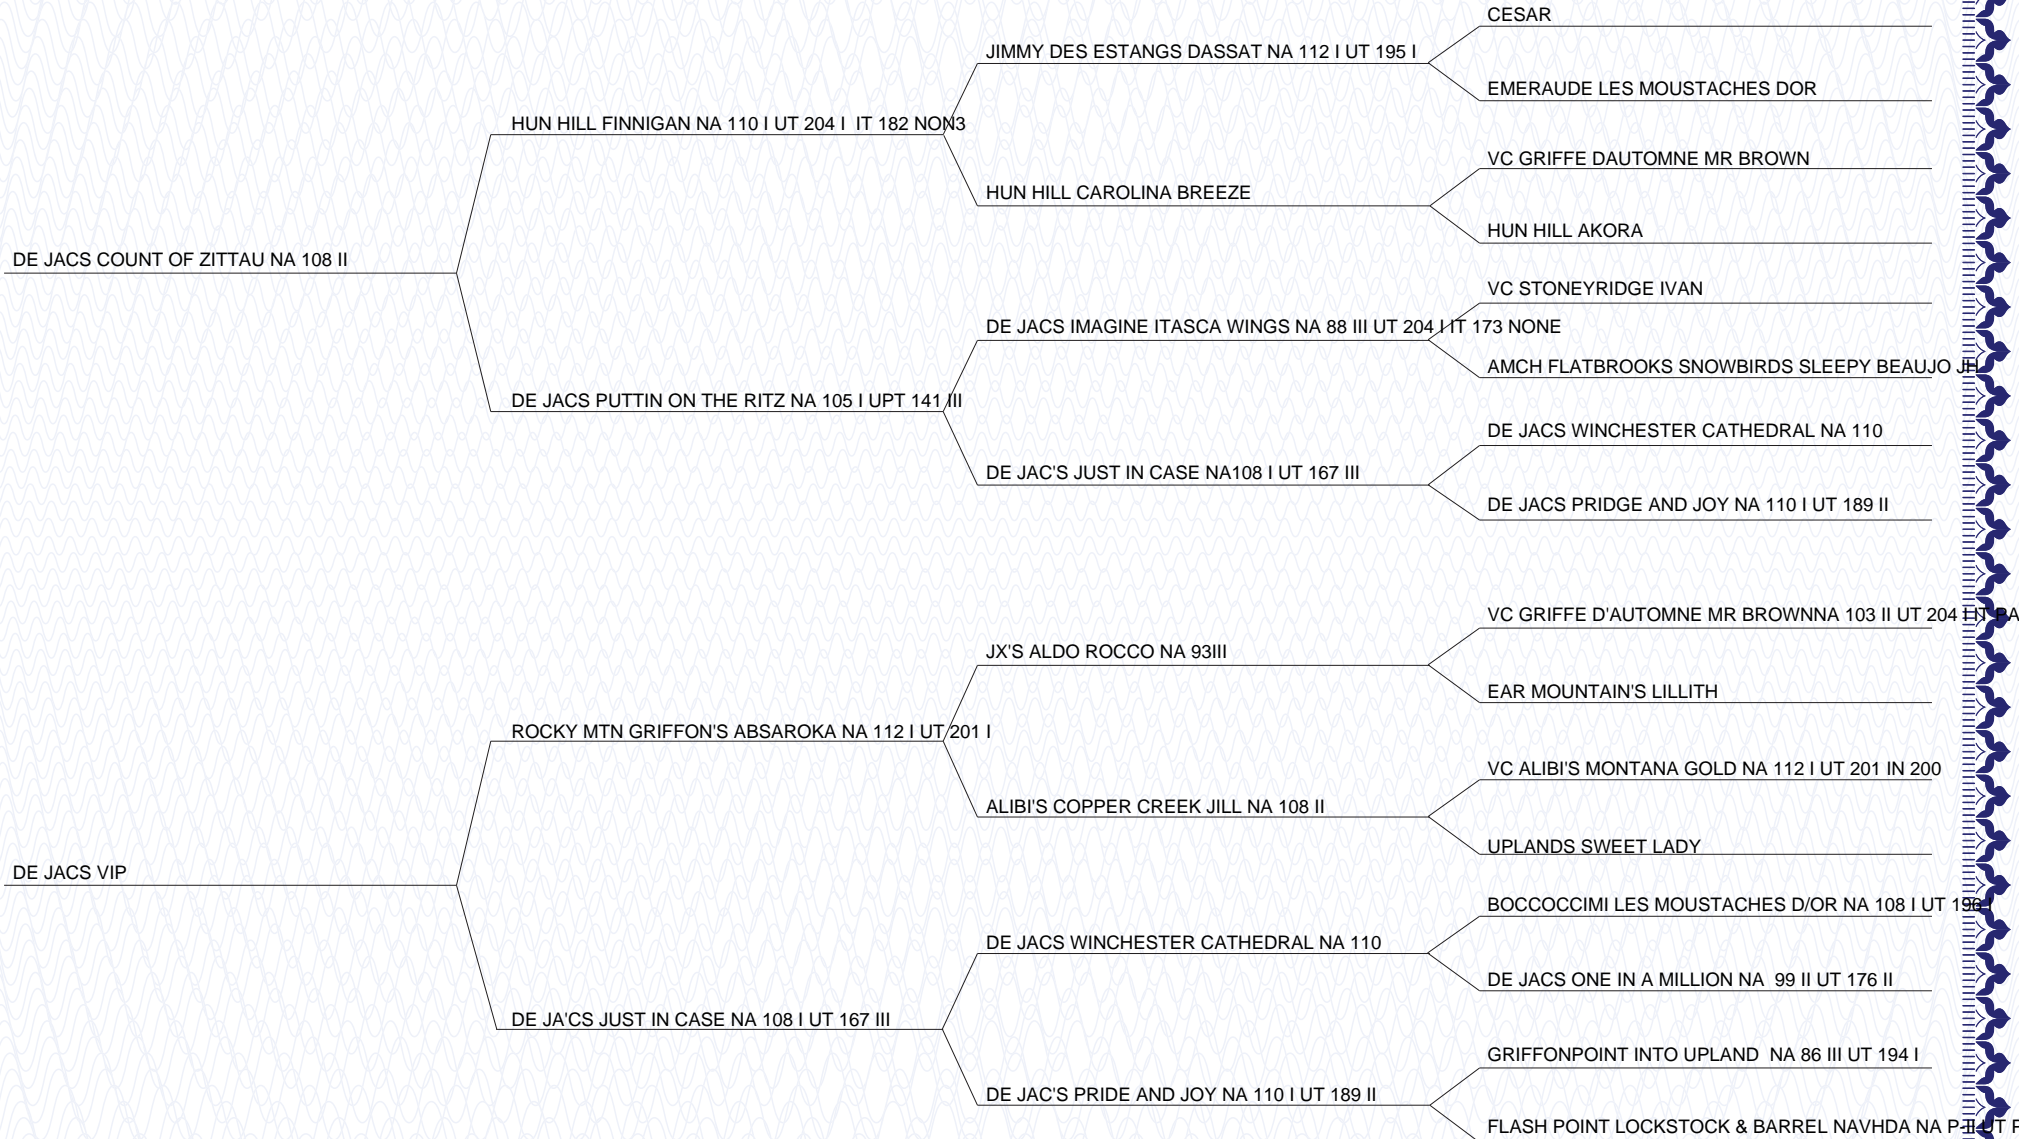 CESAR
JIMMY DES ESTANGS DASSAT NA 112 I UT 195 I
EMERAUDE LES MOUSTACHES DOR
HUN HILL FINNIGAN NA 110 I UT 204 I  IT 182 NON3
VC GRIFFE DAUTOMNE MR BROWN
HUN HILL CAROLINA BREEZE
HUN HILL AKORA
DE JACS COUNT OF ZITTAU NA 108 II
VC STONEYRIDGE IVAN
DE JACS IMAGINE ITASCA WINGS NA 88 III UT 204 I IT 173 NONE
AMCH FLATBROOKS SNOWBIRDS SLEEPY BEAUJO JH
DE JACS PUTTIN ON THE RITZ NA 105 I UPT 141 III
DE JACS WINCHESTER CATHEDRAL NA 110
DE JAC'S JUST IN CASE NA108 I UT 167 III
DE JACS PRIDGE AND JOY NA 110 I UT 189 II
VC GRIFFE D'AUTOMNE MR BROWNNA 103 II UT 204 I IT PA
JX'S ALDO ROCCO NA 93III
EAR MOUNTAIN'S LILLITH
ROCKY MTN GRIFFON'S ABSAROKA NA 112 I UT 201 I
VC ALIBI'S MONTANA GOLD NA 112 I UT 201 IN 200
ALIBI'S COPPER CREEK JILL NA 108 II
UPLANDS SWEET LADY
DE JACS VIP
BOCCOCCIMI LES MOUSTACHES D/OR NA 108 I UT 196 I
DE JACS WINCHESTER CATHEDRAL NA 110
DE JACS ONE IN A MILLION NA  99 II UT 176 II
DE JA'CS JUST IN CASE NA 108 I UT 167 III
GRIFFONPOINT INTO UPLAND  NA 86 III UT 194 I
DE JAC'S PRIDE AND JOY NA 110 I UT 189 II
FLASH POINT LOCKSTOCK & BARREL NAVHDA NA P-II UT P